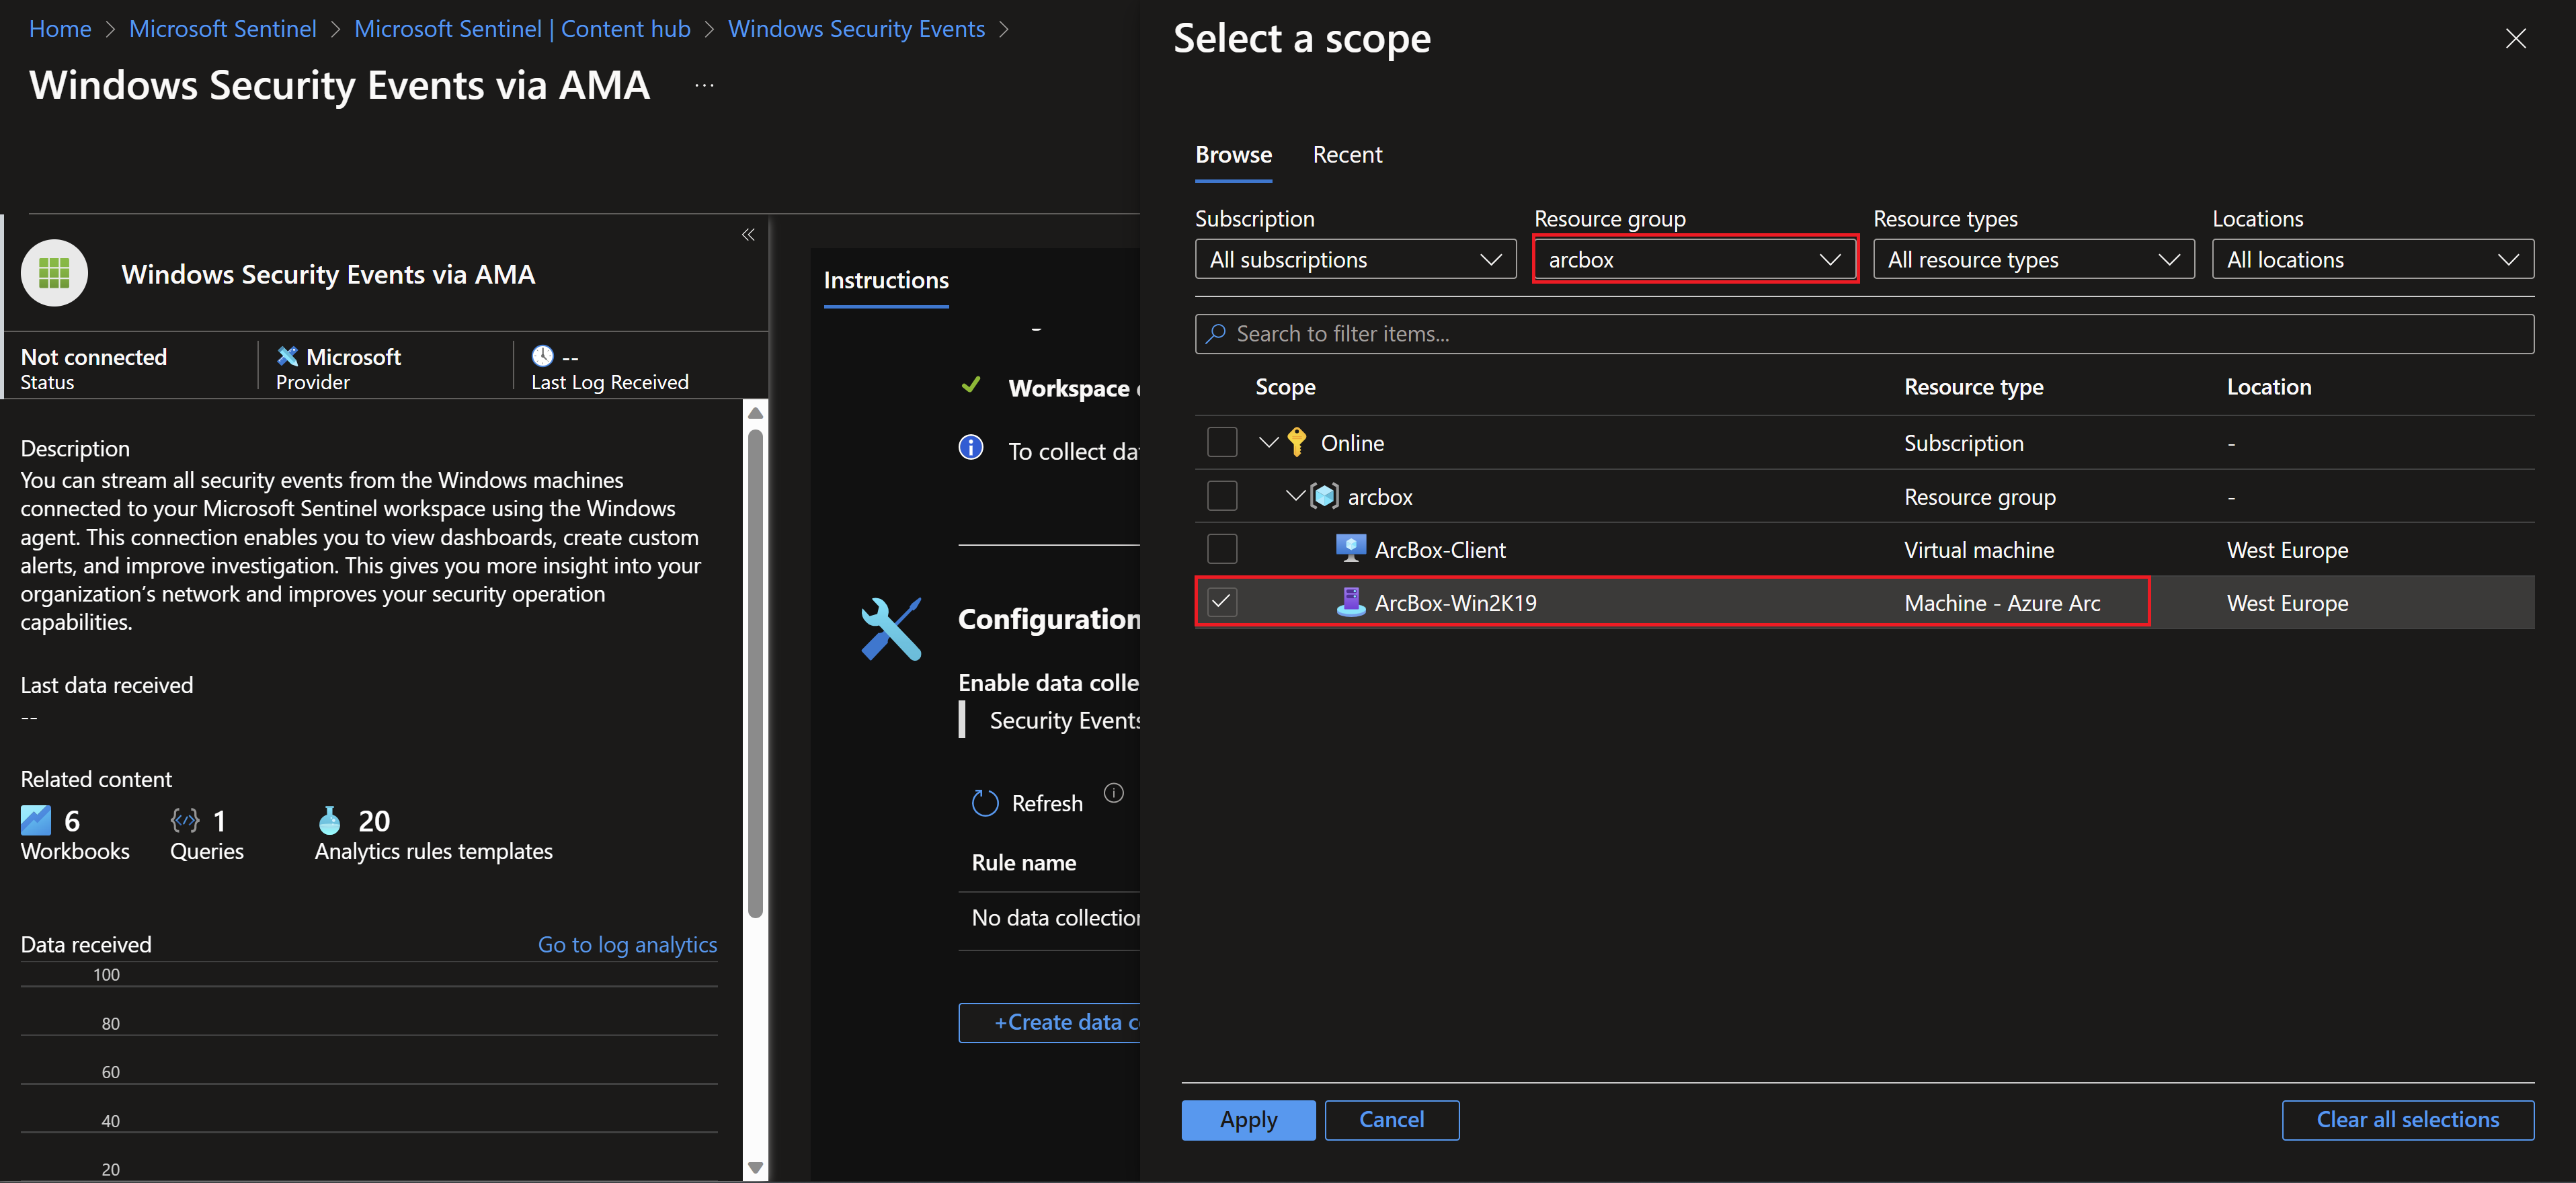 Home > Microsoft Sentinel > Microsoft Sentinel | Content hub > Windows Security Events >
Windows Security Events via AMA ...
Windows Security Events via AMA
Not connected
Status
Microsoft
Provider
--
Last Log Received
Description
You can stream all security events from the Windows machines
connected to your Microsoft Sentinel workspace using the Windows
agent. This connection enables you to view dashboards, create custom
alerts, and improve investigation. This gives you more insight into your
organization’s network and improves your security operation
capabilities.
Last data received
--
Related content
6
Workbooks
1
Queries
20
Analytics rules templates
Data received
Go to log analytics
100
80
60
40
20
Instructions
Workspace
To collect
Configuration
Enable data colle
Security Events
Refresh
Rule name
No data collection
+Create data c
Select a scope
Browse
Recent
Subscription
Resource group
Resource types
Locations
All subscriptions
arcbox
All resource types
All locations
Search to filter items...
Scope Resource type Location
Online Subscription -
arcbox Resource group -
ArcBox-Client Virtual machine West Europe
ArcBox-Win2K19 Machine - Azure Arc West Europe
Apply
Cancel
Clear all selections